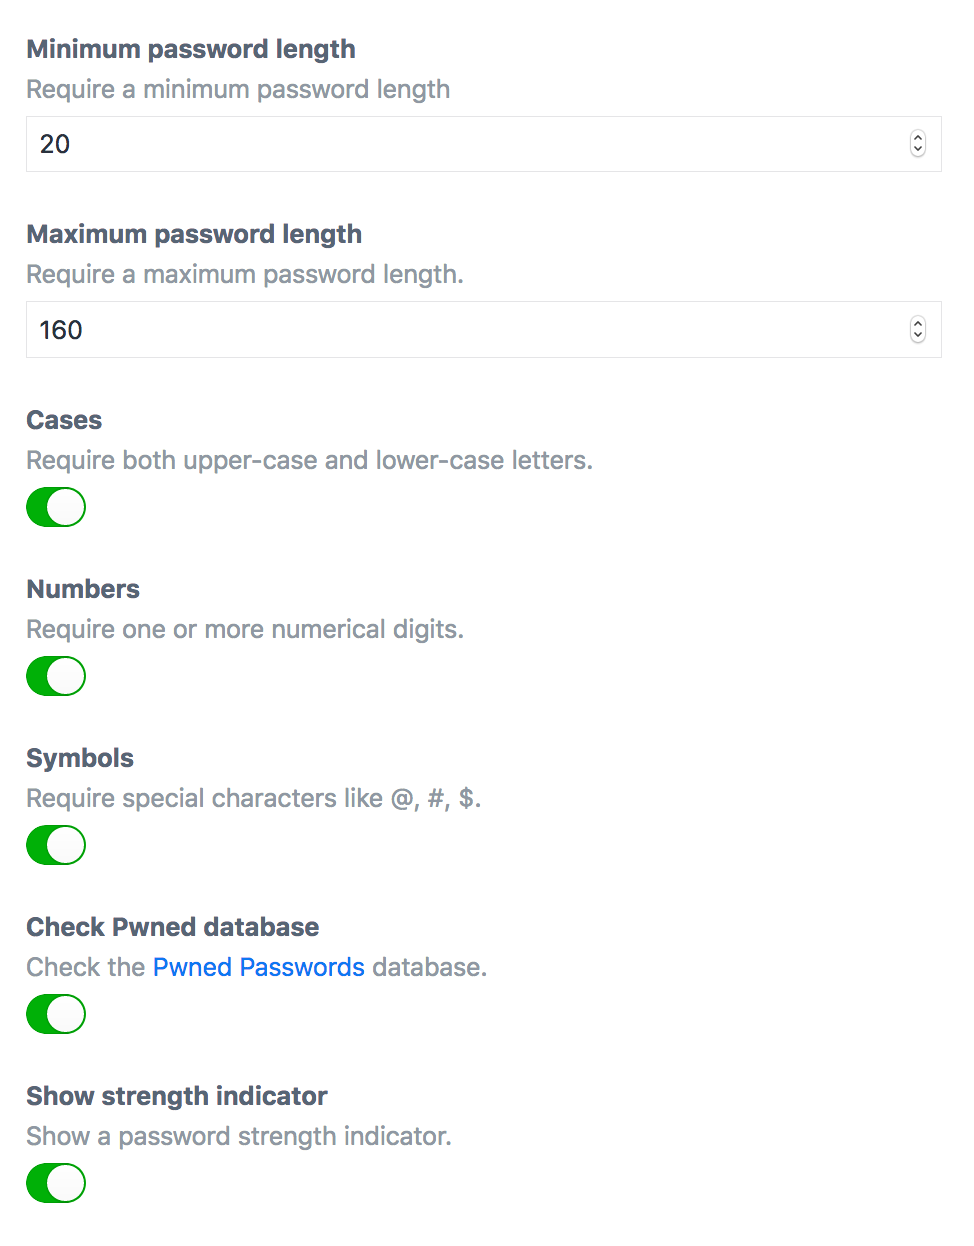 Minimum password length
Require a minimum password length
20
Maximum password length
Require a maximum password length.
160
Cases
Require both upper-case and lower-case letters.
Numbers
Require one or more numerical digits.
Symbols
Require special characters like @, #, $.
Check Pwned database
Check the Pwned Passwords database.
Show strength indicator
Show a password strength indicator.